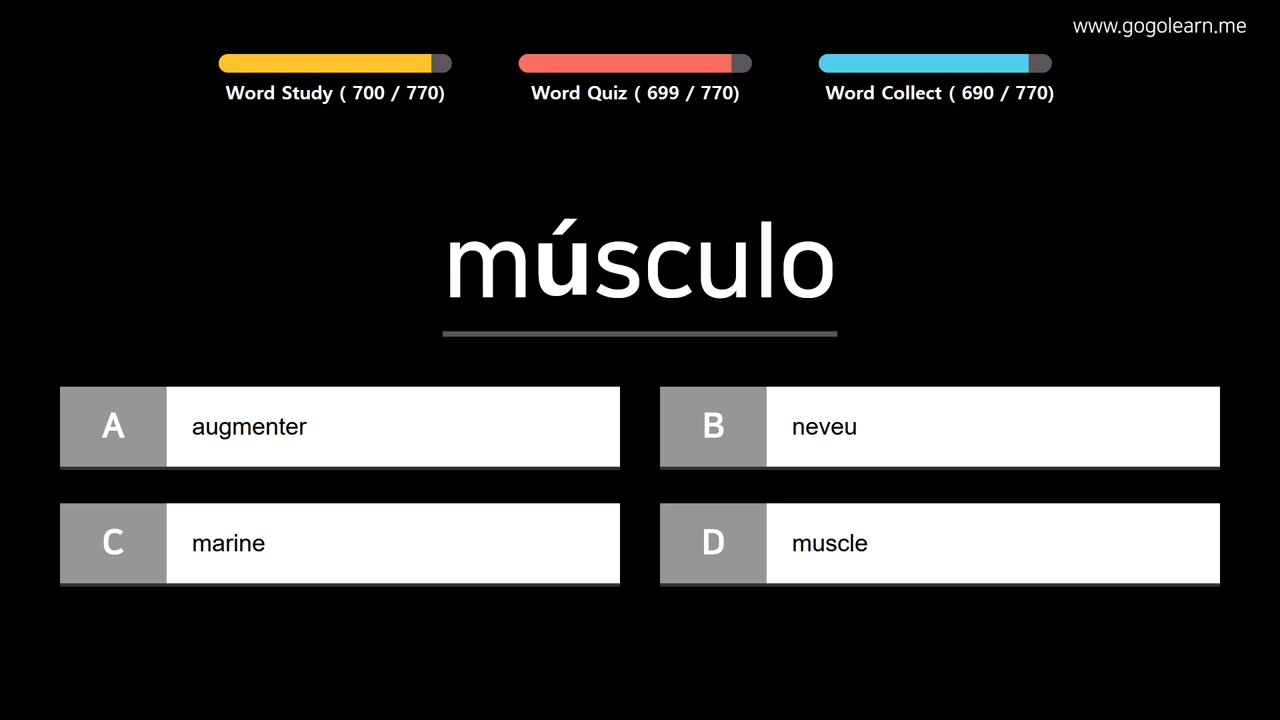 www.gogolearn.me
Word Study ( 700 / 770)
Word Quiz ( 699 / 770)
Word Collect ( 690 / 770)
músculo
A augmenter
B neveu
C marine
D muscle